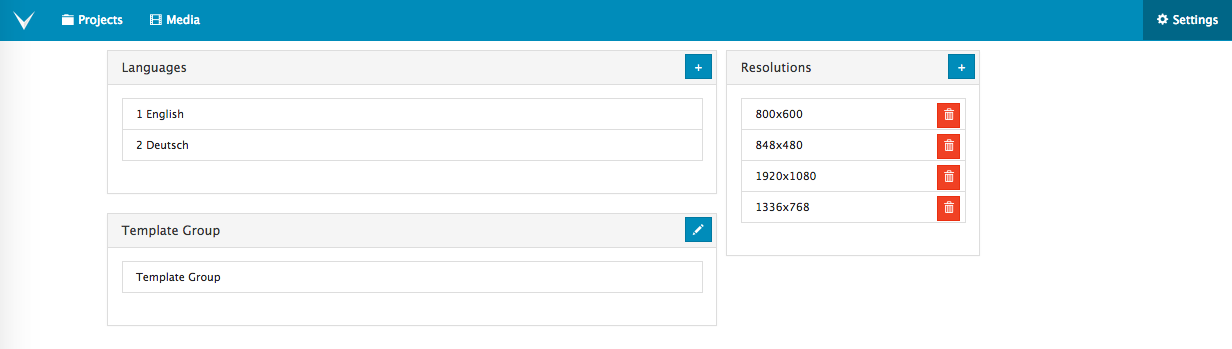 Projects
Media
Settings
Languages
1 English
2 Deutsch
Template Group
Template Group
Resolutions
800x600
848x480
1920x1080
1336x768